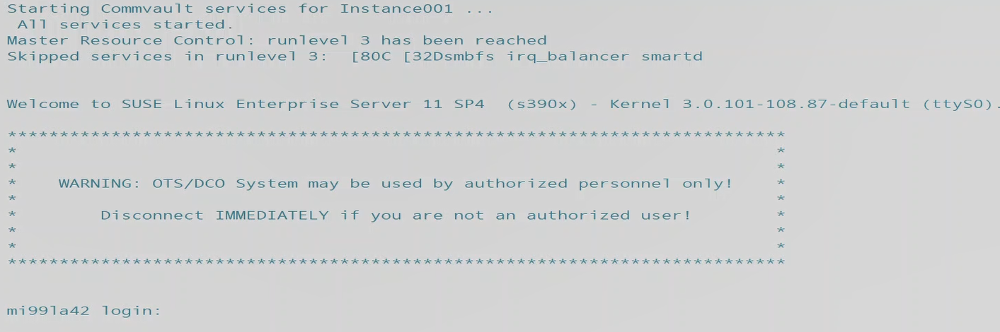 Starting Commvault services for Instance001 ...
 All services started.
Master Resource Control: runlevel 3 has been reached
Skipped services in runlevel 3:  [80C [32Dsmbfs irq_balancer smartd
Welcome to SUSE Linux Enterprise Server 11 SP4  (s390x) - Kernel 3.0.101-108.87-default (ttyS0).
***************************************************************************
*                                                                         *
*                                                                         *
*    WARNING: OTS/DCO System may be used by authorized personnel only!    *
*                                                                         *
*        Disconnect IMMEDIATELY if you are not an authorized user!        *
*                                                                         *
*                                                                         *
***************************************************************************
mi99la42 login: